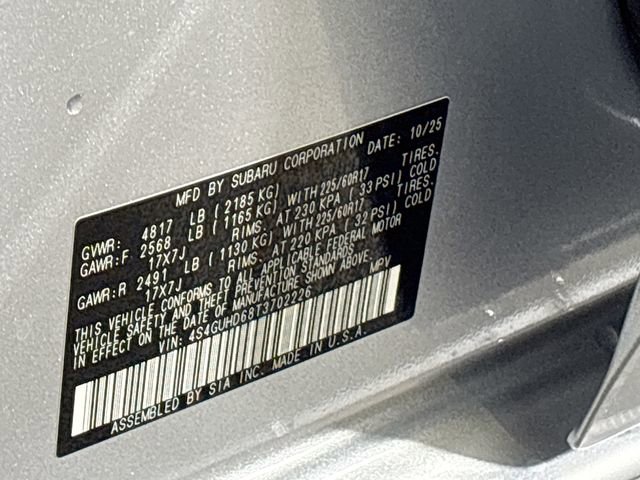 MFD BY SUBARU CORPORATION DATE: 10/25
GVWR: 4817 LB ( 2185 KG)
GAWR:F 2568 LB ( 1165 KG) WITH 225/60R17 TIRES.
17X7J RIMS. AT 230 KPA ( 33 PSI) COLD
GAWR:R 2491 LB ( 1130 KG) WITH 225/60R17 TIRES.
17X7J RIMS. AT 220 KPA ( 32 PSI) COLD.
THIS VEHICLE CONFORMS TO ALL APPLICABLE FEDERAL MOTOR
VEHICLE SAFETY AND THEFT PREVENTION STANDARDS
IN EFFECT ON THE DATE OF MANUFACTURE SHOWN ABOVE.
VIN: 4S4GUHD68T3702226 MPV
ASSEMBLED BY SIA INC. MADE IN U.S.A.